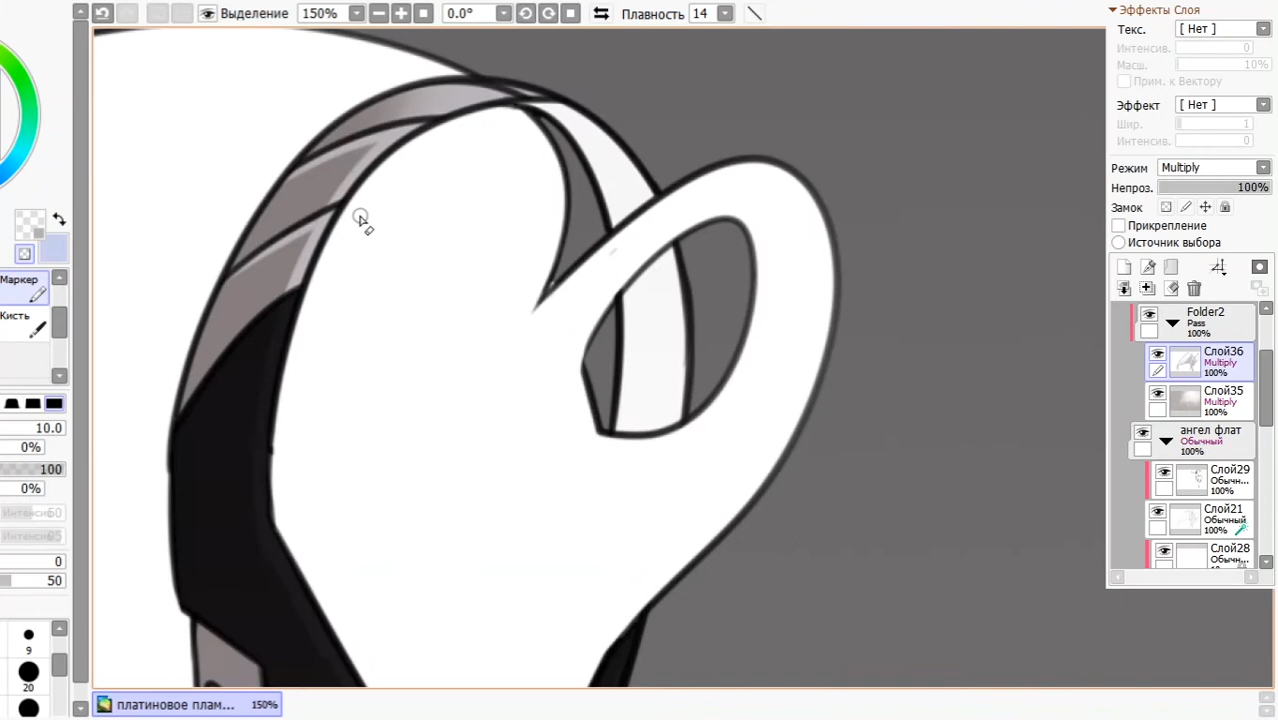 Выделение 150% 0.0° Плавность 14
Эффекты Слоя
Текс. [ Нет ]
Интенсив. 0
Масш. 10%
Прим. к Вектору
Эффект [ Нет ]
Шир. 1
Интенсив. 0
Режим Multiply
Непроз. 100%
Замок
Прикрепление
Источник выбора
Folder2
Pass
100%
Слой36
Multiply
100%
Слой35
Multiply
100%
ангел флат
Обычный
100%
Слой29
Обычн...
100%
Слой21
Обычный
100%
Слой28
Обычн...
Маркер
Кисть
10.0
0%
100
0%
0
50
9
20
платиновое плам... 150%